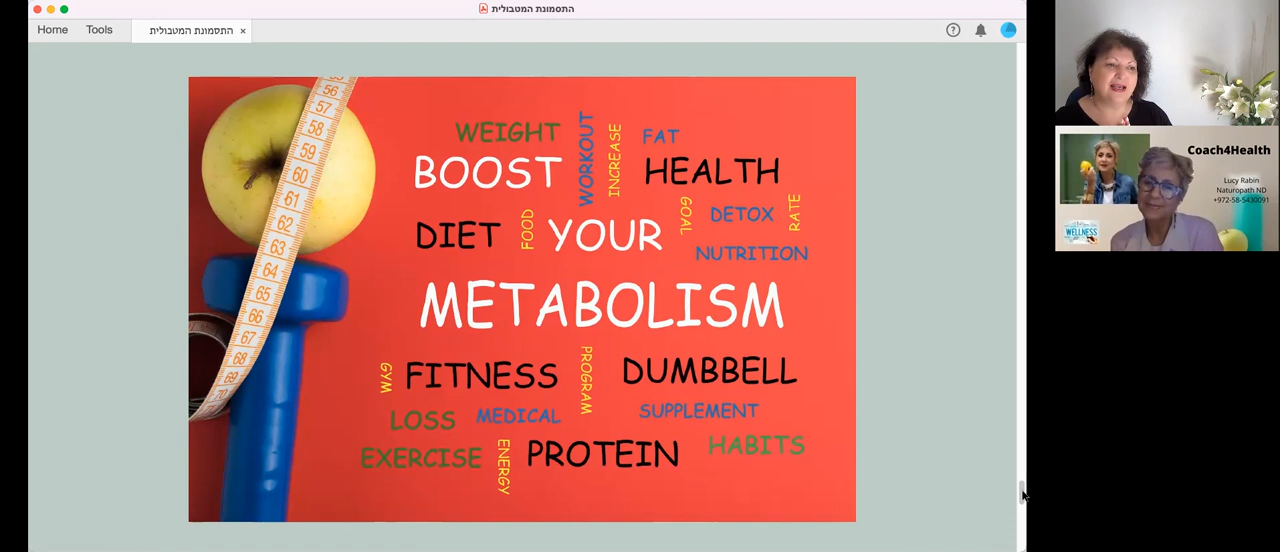 התסמונת המטבולית
Home
Tools
התסמונת המטבולית ×
56
57
58
59
60
61
62
63
64
65
66
67
68
69
WEIGHT
WORKOUT
INCREASE
FAT
BOOST
HEALTH
DIET
FOOD
YOUR
GOAL
DETOX
RATE
NUTRITION
METABOLISM
GYM
FITNESS
PROGRAM
DUMBBELL
LOSS
MEDICAL
SUPPLEMENT
EXERCISE
ENERGY
PROTEIN
HABITS
Coach4Health
Lucy Rabin
Naturopath ND
+972-58-5430091
WELLNESS